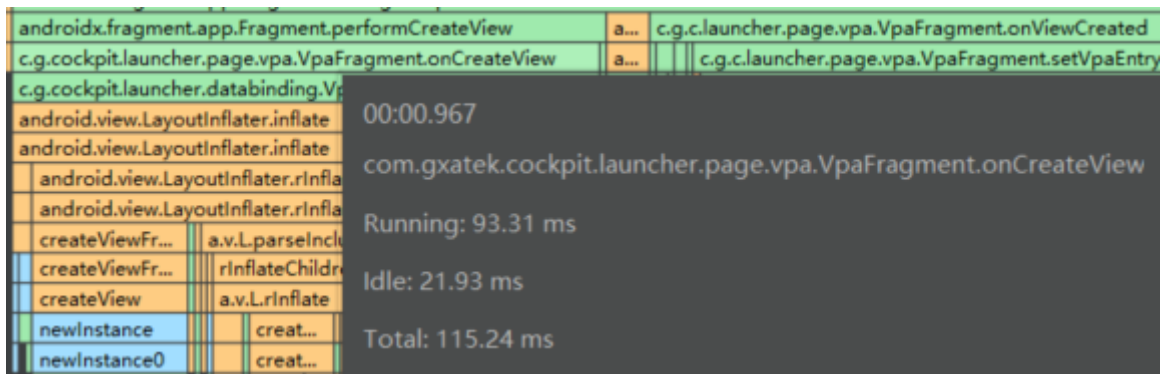 androidx.fragment.app.Fragment.performCreateView a... c.g.c.launcher.page.vpa.VpaFragment.onViewCreated
c.g.cockpit.launcher.page.vpa.VpaFragment.onCreateView a... c.g.c.launcher.page.vpa.VpaFragment.setVpaEntry
c.g.cockpit.launcher.databinding.Vp
android.view.LayoutInflater.inflate
android.view.LayoutInflater.inflate
android.view.LayoutInflater.rInfla
android.view.LayoutInflater.rInfla
createViewFr... a.v.L.parseInclu
createViewFr... rInflateChildre
createView a.v.L.rInflate
newInstance creat...
newInstance0 creat...
00:00.967
com.gxatek.cockpit.launcher.page.vpa.VpaFragment.onCreateView
Running: 93.31 ms
Idle: 21.93 ms
Total: 115.24 ms